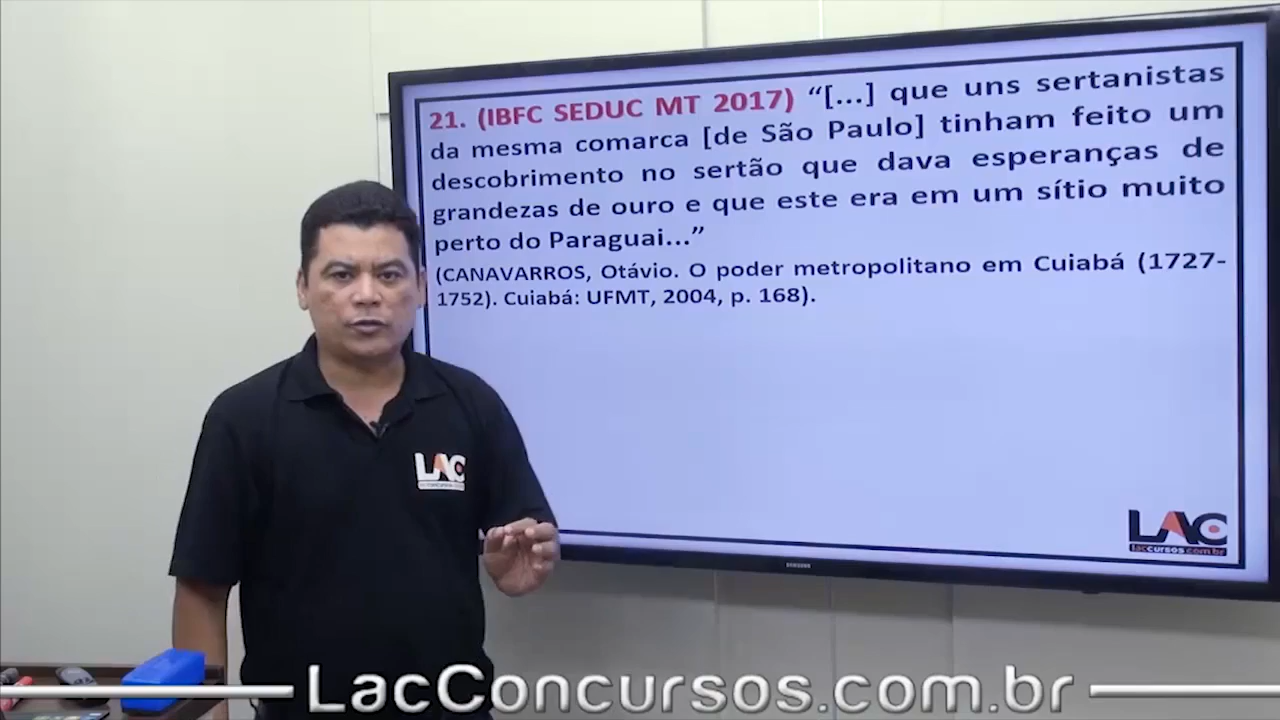 21. (IBFC SEDUC MT 2017) “[...] que uns sertanistas
da mesma comarca [de São Paulo] tinham feito um
descobrimento no sertão que dava esperanças de
grandezas de ouro e que este era em um sítio muito
perto do Paraguai...”
(CANAVARROS, Otávio. O poder metropolitano em Cuiabá (1727-
1752). Cuiabá: UFMT, 2004, p. 168).
LAC
LAC
laccursos.com.br
SAMSUNG
LacConcursos.com.br